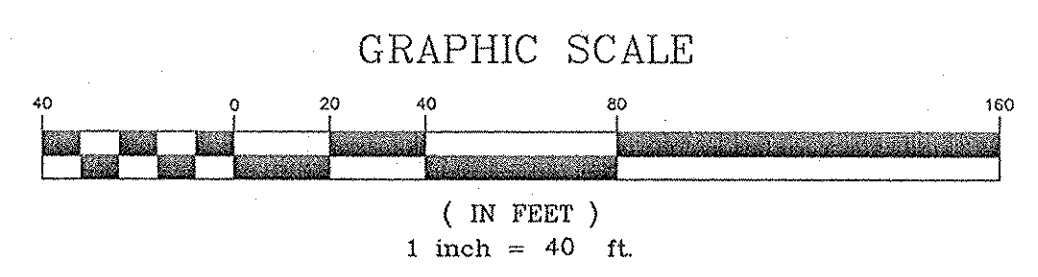 GRAPHIC SCALE
40 0 20 40 80 160
( IN FEET )
1 inch = 40 ft.